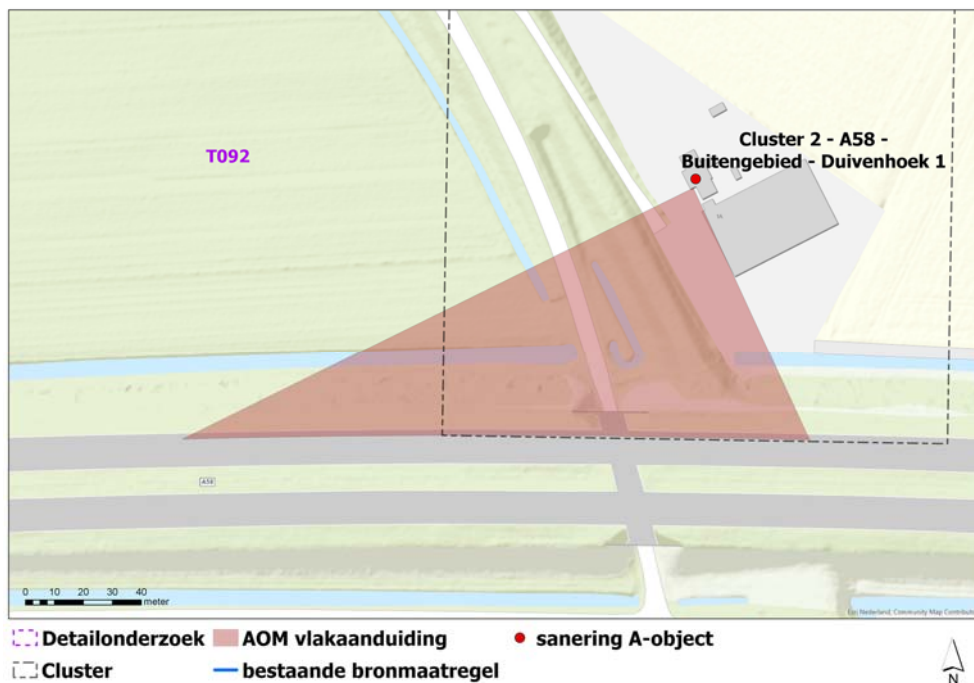 T092
Cluster 2 - A58 -
Buitengebied - Duivenhoek 1
A58
0 10 20 30 40
meter
Esri Nederland, Community Map Contribut
Detailonderzoek AOM vlakaanduiding sanering A-object
Cluster bestaande bronmaatregel
N